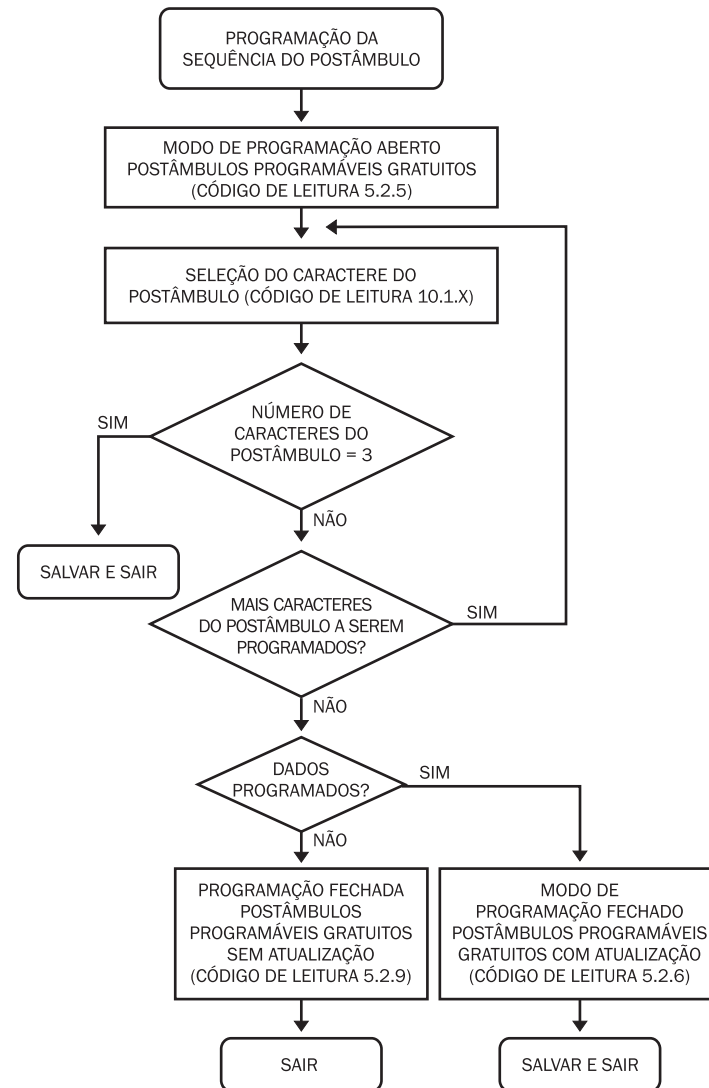 PROGRAMAÇÃO DA
SEQUÊNCIA DO POSTÂMBULO
MODO DE PROGRAMAÇÃO ABERTO
POSTÂMBULOS PROGRAMÁVEIS GRATUITOS
(CÓDIGO DE LEITURA 5.2.5)
SELEÇÃO DO CARACTERE DO
POSTÂMBULO (CÓDIGO DE LEITURA 10.1.X)
NÚMERO DE
CARACTERES DO
POSTÂMBULO = 3
SIM
NÃO
SALVAR E SAIR
MAIS CARACTERES
DO POSTÂMBULO A SEREM
PROGRAMADOS?
SIM
NÃO
DADOS
PROGRAMADOS?
SIM
NÃO
PROGRAMAÇÃO FECHADA
POSTÂMBULOS
PROGRAMÁVEIS GRATUITOS
SEM ATUALIZAÇÃO
(CÓDIGO DE LEITURA 5.2.9)
MODO DE
PROGRAMAÇÃO FECHADO
POSTÂMBULOS PROGRAMÁVEIS
GRATUITOS COM ATUALIZAÇÃO
(CÓDIGO DE LEITURA 5.2.6)
SAIR
SALVAR E SAIR